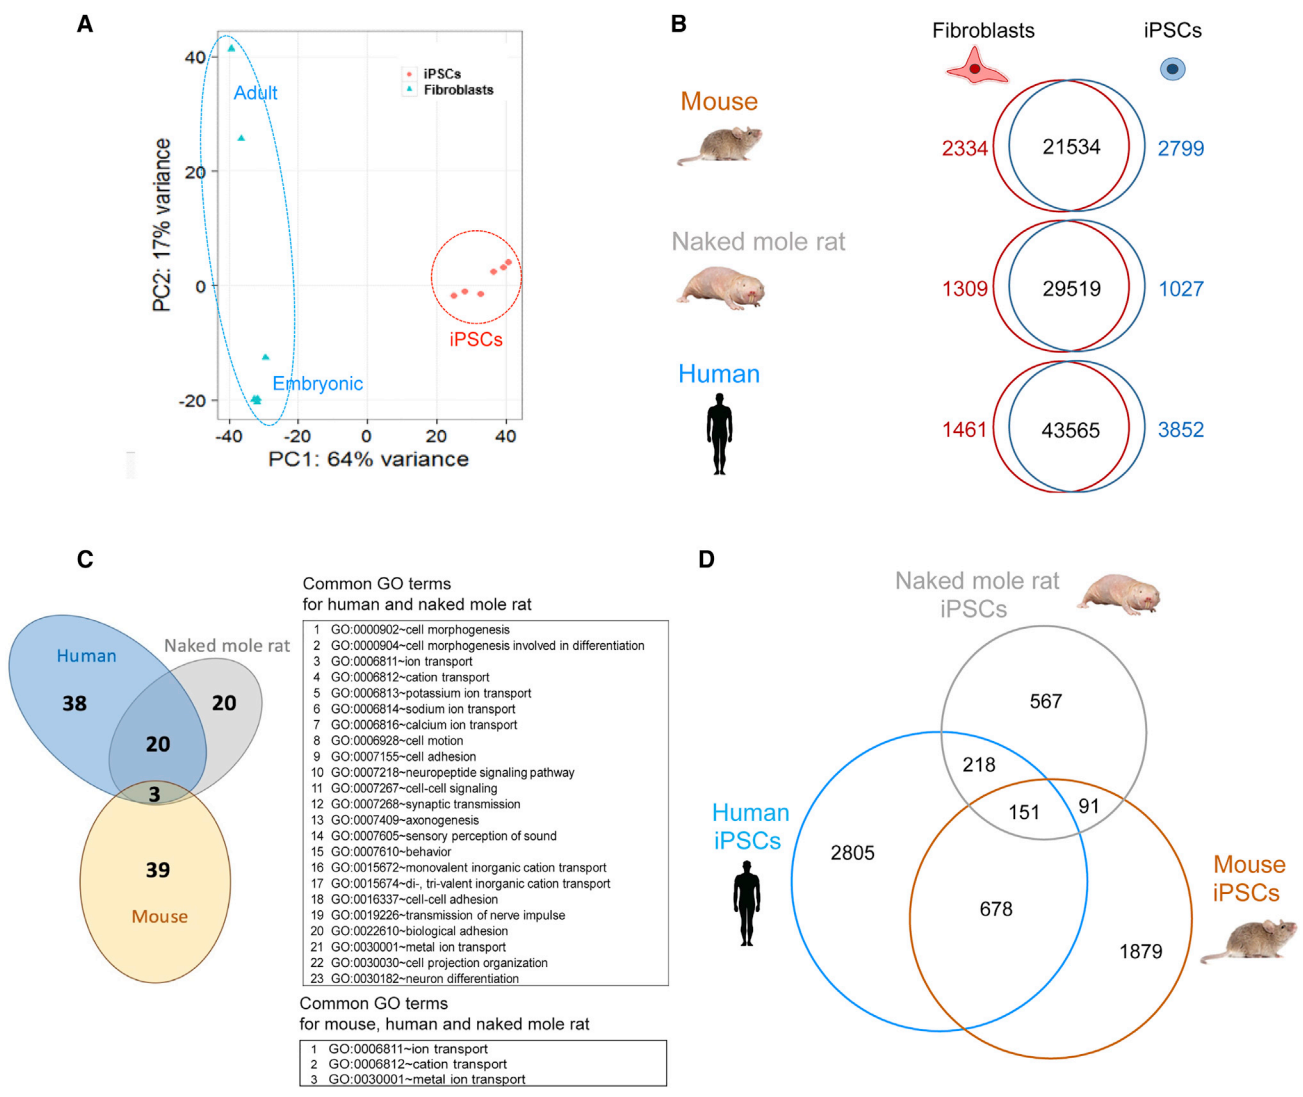 A
40
20
0
-20
-40
-20
0
20
40
PC2: 17% variance
PC1: 64% variance
iPSCs
Fibroblasts
Adult
Embryonic
iPSCs
B
Fibroblasts
iPSCs
Mouse
2334
21534
2799
Naked mole rat
1309
29519
1027
Human
1461
43565
3852
C
Human
Naked mole rat
38
20
20
3
39
Mouse
Common GO terms
for human and naked mole rat
1 GO:0000902~cell morphogenesis
2 GO:0000904~cell morphogenesis involved in differentiation
3 GO:0006811~ion transport
4 GO:0006812~cation transport
5 GO:0006813~potassium ion transport
6 GO:0006814~sodium ion transport
7 GO:0006816~calcium ion transport
8 GO:0006928~cell motion
9 GO:0007155~cell adhesion
10 GO:0007218~neuropeptide signaling pathway
11 GO:0007267~cell-cell signaling
12 GO:0007268~synaptic transmission
13 GO:0007409~axonogenesis
14 GO:0007605~sensory perception of sound
15 GO:0007610~behavior
16 GO:0015672~monovalent inorganic cation transport
17 GO:0015674~di-, tri-valent inorganic cation transport
18 GO:0016337~cell-cell adhesion
19 GO:0019226~transmission of nerve impulse
20 GO:0022610~biological adhesion
21 GO:0030001~metal ion transport
22 GO:0030030~cell projection organization
23 GO:0030182~neuron differentiation
Common GO terms
for mouse, human and naked mole rat
1 GO:0006811~ion transport
2 GO:0006812~cation transport
3 GO:0030001~metal ion transport
D
Naked mole rat
iPSCs
567
218
151
91
Human
iPSCs
2805
678
Mouse
iPSCs
1879